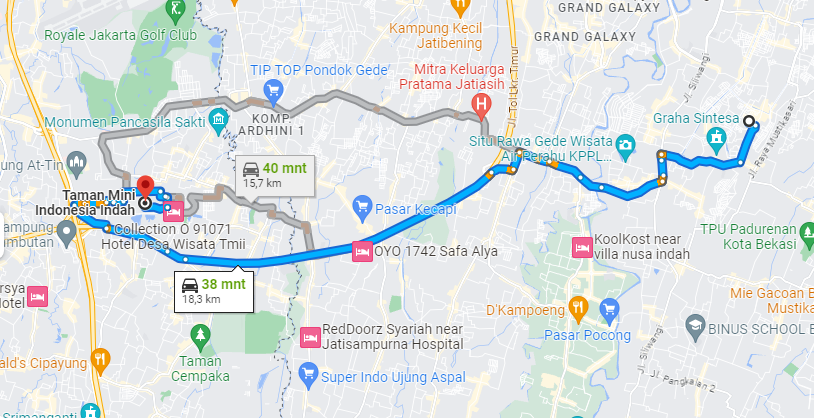 GRAND GALAXY
Kampung Kecil
Jatibening
Royale Jakarta Golf Club
GRAND GALAXY
Jl. Siliwangi
TIP TOP Pondok Gede
Mitra Keluarga
Pratama Jatiasih
Jl. Tol Lkr. Timur
Monumen Pancasila Sakti
KOMP.
ARDHINI 1
Graha Sintesa
Situ Rawa Gede Wisata
Air Perahu KPPL...
Jl. Raya Mustikasari
ung At-Tin
40 mnt
15,7 km
Taman Mini
Indonesia Indah
Pasar Kecapi
ampung
mbutan
Collection O 91071
Hotel Desa Wisata Tmii
TPU Padurenan
Kota Bekasi
OYO 1742 Safa Alya
KoolKost near
villa nusa indah
38 mnt
18,3 km
rsya
Hotel
Mie Gacoan B
Mustika
D'Kampoeng
Pasar Pocong
RedDoorz Syariah near
Jatisampurna Hospital
BINUS SCHOOL B
Taman
Cempaka
Jl. Siliwangi
ald's Cipayung
Super Indo Ujung Aspal
Jl. Pangkalan 2
Srimanganti